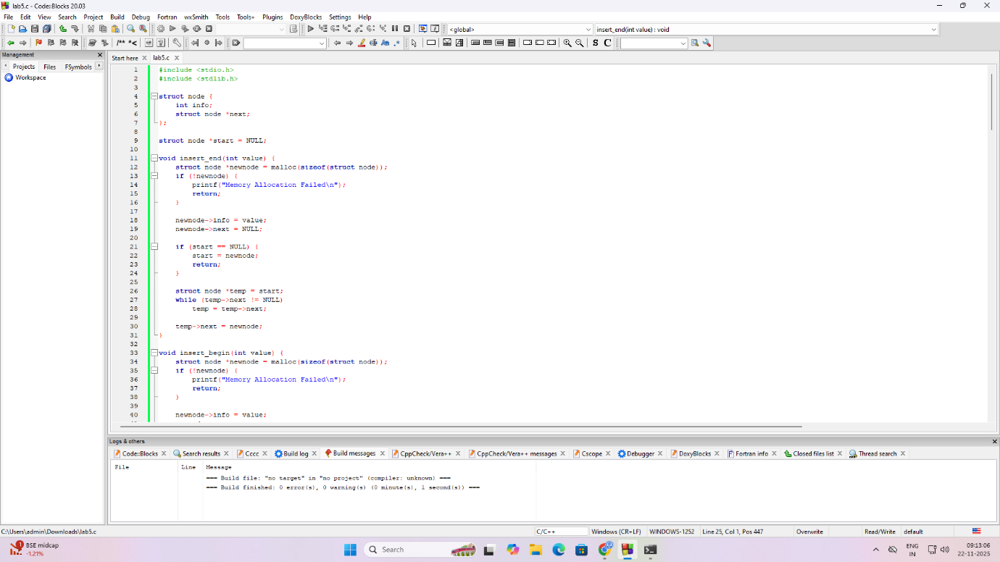 lab5.c - Code::Blocks 20.03
File Edit View Search Project Build Debug Fortran wxSmith Tools Tools+ Plugins DoxyBlocks Settings Help
<global> insert_end(int value) : void
/** *< Aa .* S C
Management
Start here lab5.c
Projects Files FSymbols
Workspace
1 #include <stdio.h>
2 #include <stdlib.h>
3
4 struct node {
5 int info;
6 struct node *next;
7 };
8
9 struct node *start = NULL;
10
11 void insert_end(int value) {
12 struct node *newnode = malloc(sizeof(struct node));
13 if (!newnode) {
14 printf("Memory Allocation Failed\n");
15 return;
16 }
17
18 newnode->info = value;
19 newnode->next = NULL;
20
21 if (start == NULL) {
22 start = newnode;
23 return;
24 }
25
26 struct node *temp = start;
27 while (temp->next != NULL)
28 temp = temp->next;
29
30 temp->next = newnode;
31 }
32
33 void insert_begin(int value) {
34 struct node *newnode = malloc(sizeof(struct node));
35 if (!newnode) {
36 printf("Memory Allocation Failed\n");
37 return;
38 }
39
40 newnode->info = value;
Logs & others
Code::Blocks Search results Cccc Build log Build messages CppCheck/Vera++ CppCheck/Vera++ messages Cscope Debugger DoxyBlocks Fortran info Closed files list Thread search
File Line Message
=== Build file: "no target" in "no project" (compiler: unknown) ===
=== Build finished: 0 error(s), 0 warning(s) (0 minute(s), 1 second(s)) ===
C:\Users\admin\Downloads\lab5.c C/C++ Windows (CR+LF) WINDOWS-1252 Line 25, Col 1, Pos 447 Overwrite Read/Write default
1 BSE midcap
-1.21%
Search
ENG
IN
09:13:06
22-11-2025